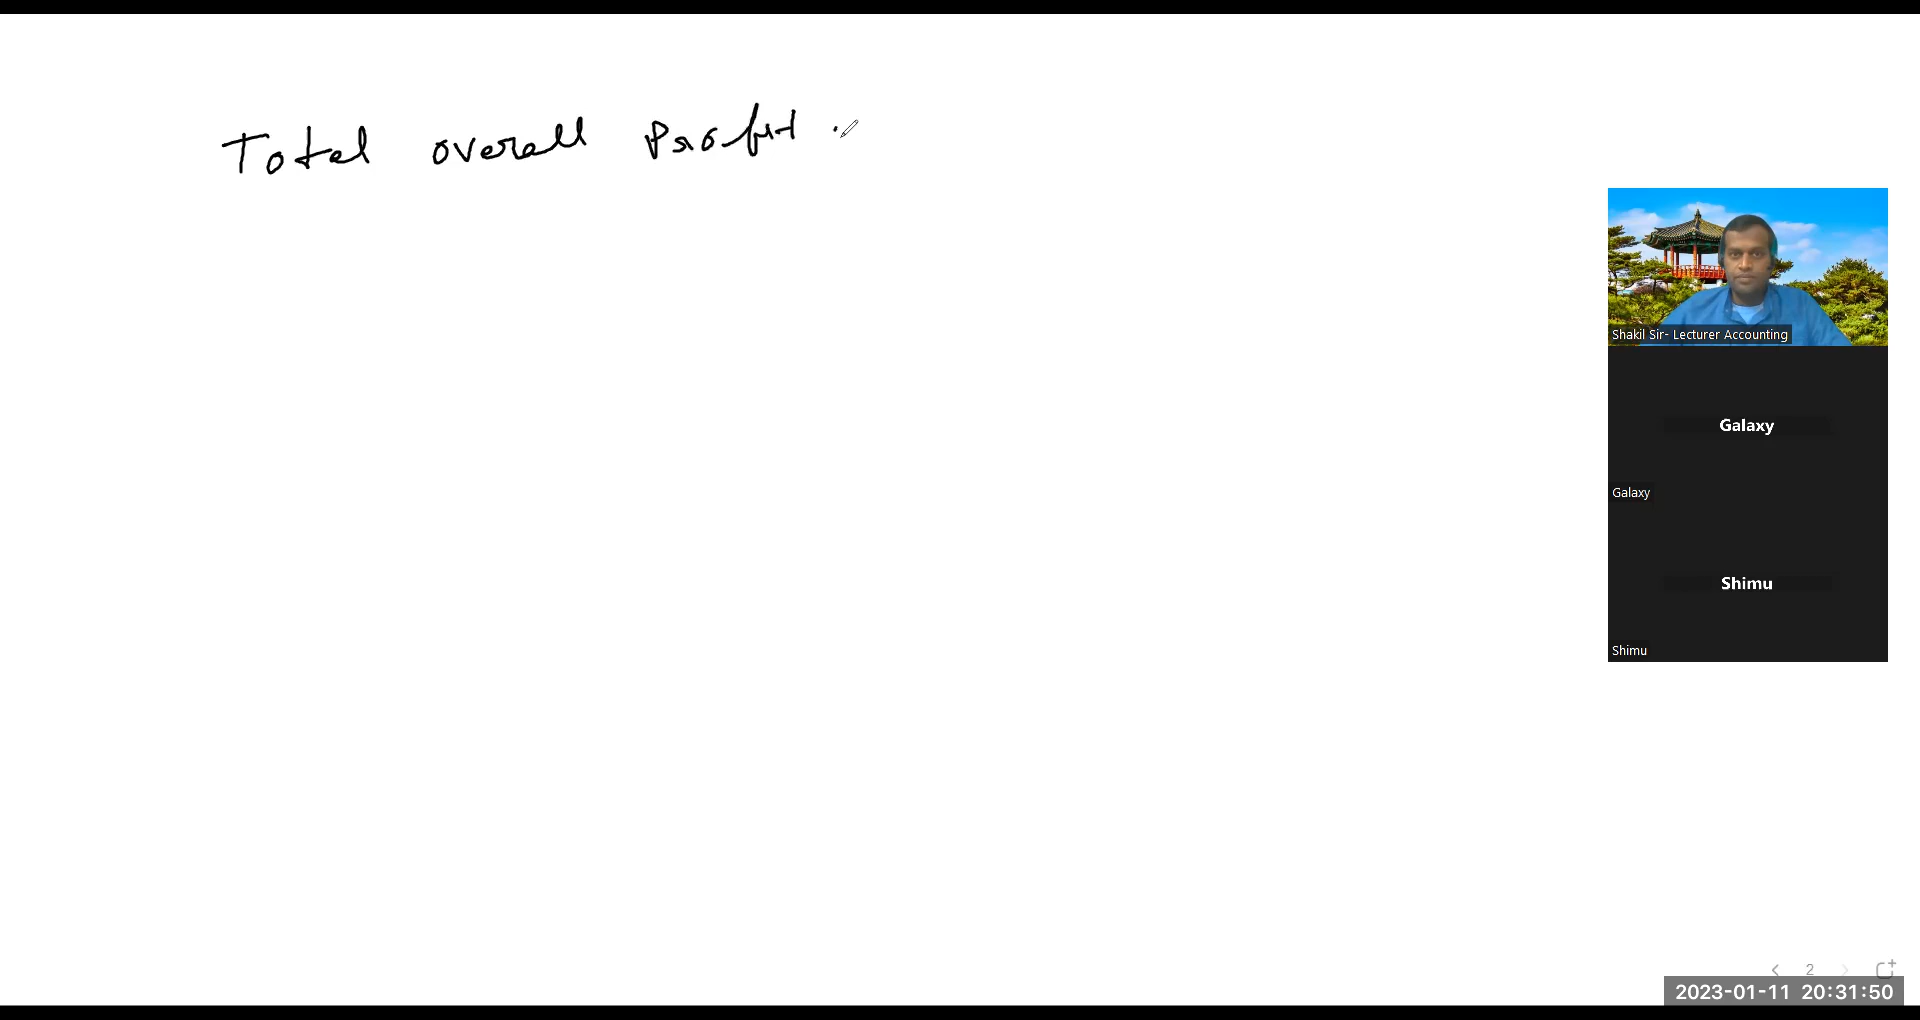 Total overall Profit .
Shakil Sir- Lecturer Accounting
Galaxy
Galaxy
Shimu
Shimu
2
2023-01-11 20:31:50